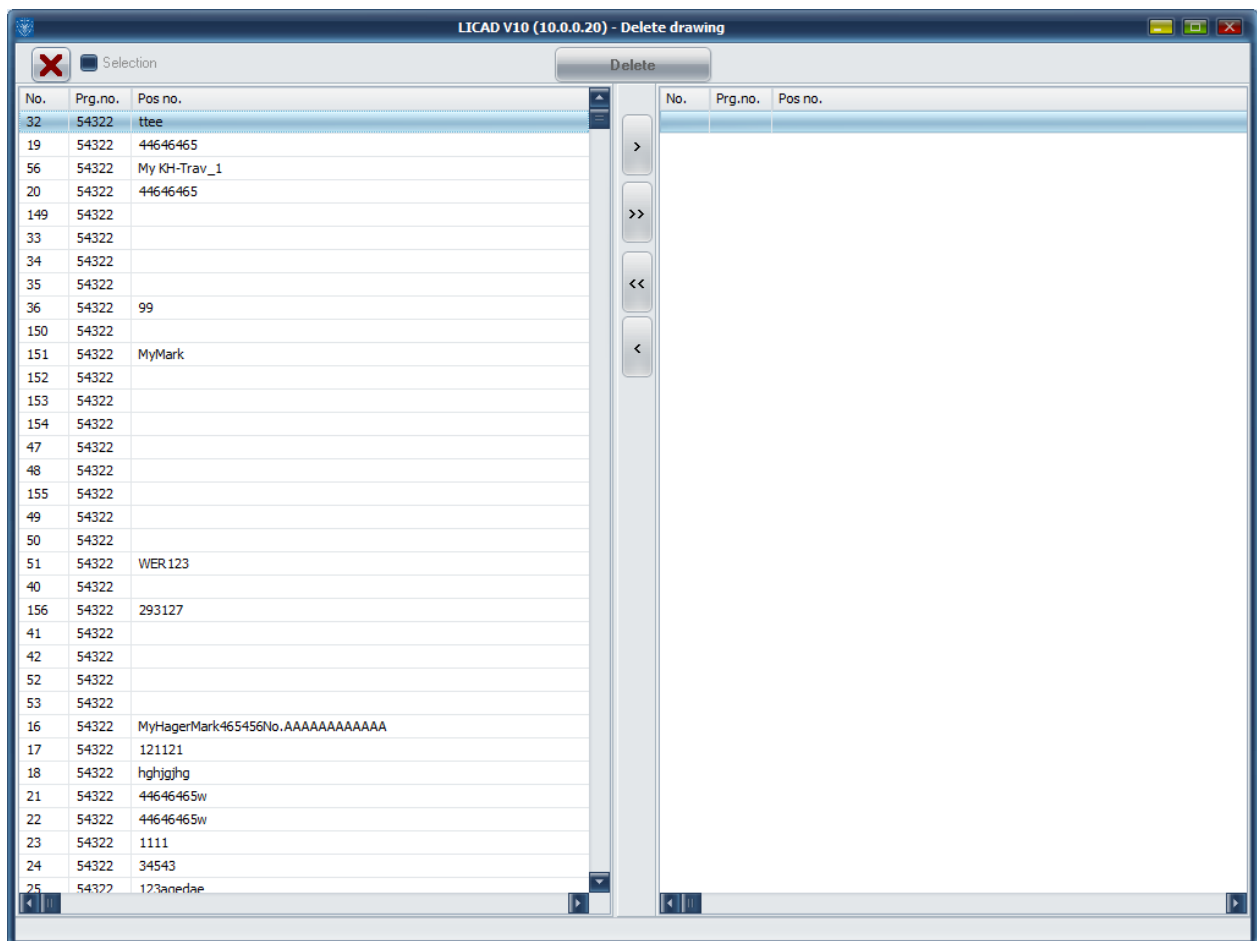 LICAD V10 (10.0.0.20) - Delete drawing
Selection
Delete
No. Prg.no. Pos no.
32 54322 ttee
19 54322 44646465
56 54322 My KH-Trav_1
20 54322 44646465
149 54322
33 54322
34 54322
35 54322
36 54322 99
150 54322
151 54322 MyMark
152 54322
153 54322
154 54322
47 54322
48 54322
155 54322
49 54322
50 54322
51 54322 WER123
40 54322
156 54322 293127
41 54322
42 54322
52 54322
53 54322
16 54322 MyHagerMark465456No.AAAAAAAAAAAA
17 54322 121121
18 54322 hghjgjhg
21 54322 44646465w
22 54322 44646465w
23 54322 1111
24 54322 34543
25 54322 123agedae
>
>>
<<
<
No. Prg.no. Pos no.